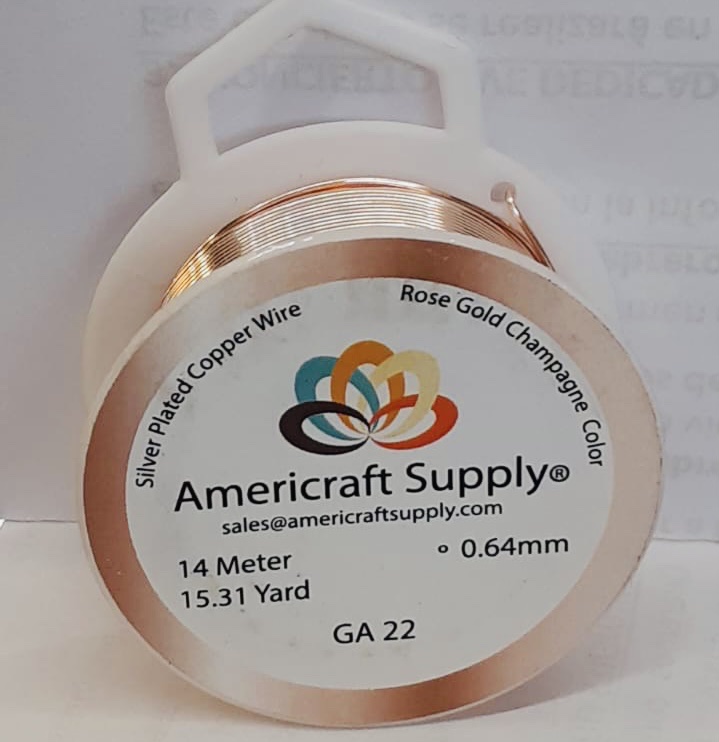 Silver Plated Copper Wire
Rose Gold Champagne Color
Americraft Supply®
sales@americraftsupply.com
14 Meter
15.31 Yard
0.64mm
GA 22